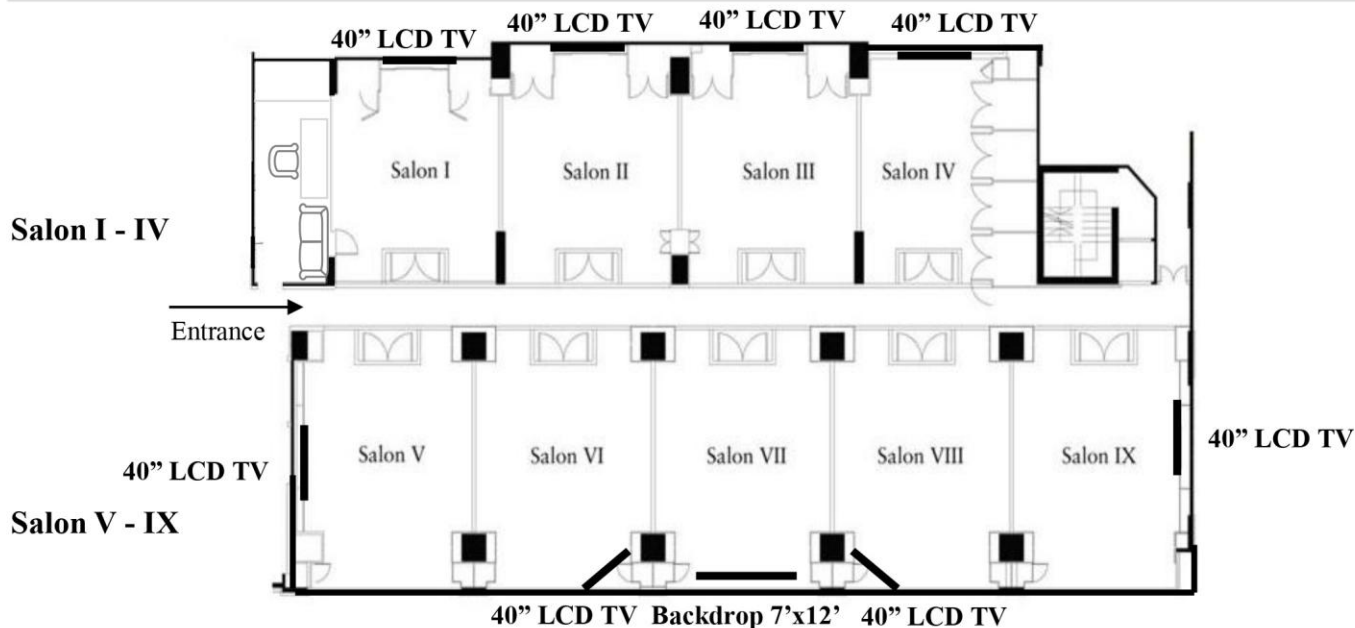 40” LCD TV
40” LCD TV
40” LCD TV
40” LCD TV
Salon I
Salon II
Salon III
Salon IV
Salon I - IV
Entrance
Salon V
Salon VI
Salon VII
Salon VIII
Salon IX
40” LCD TV
40” LCD TV
Salon V - IX
40” LCD TV
Backdrop 7’x12’
40” LCD TV